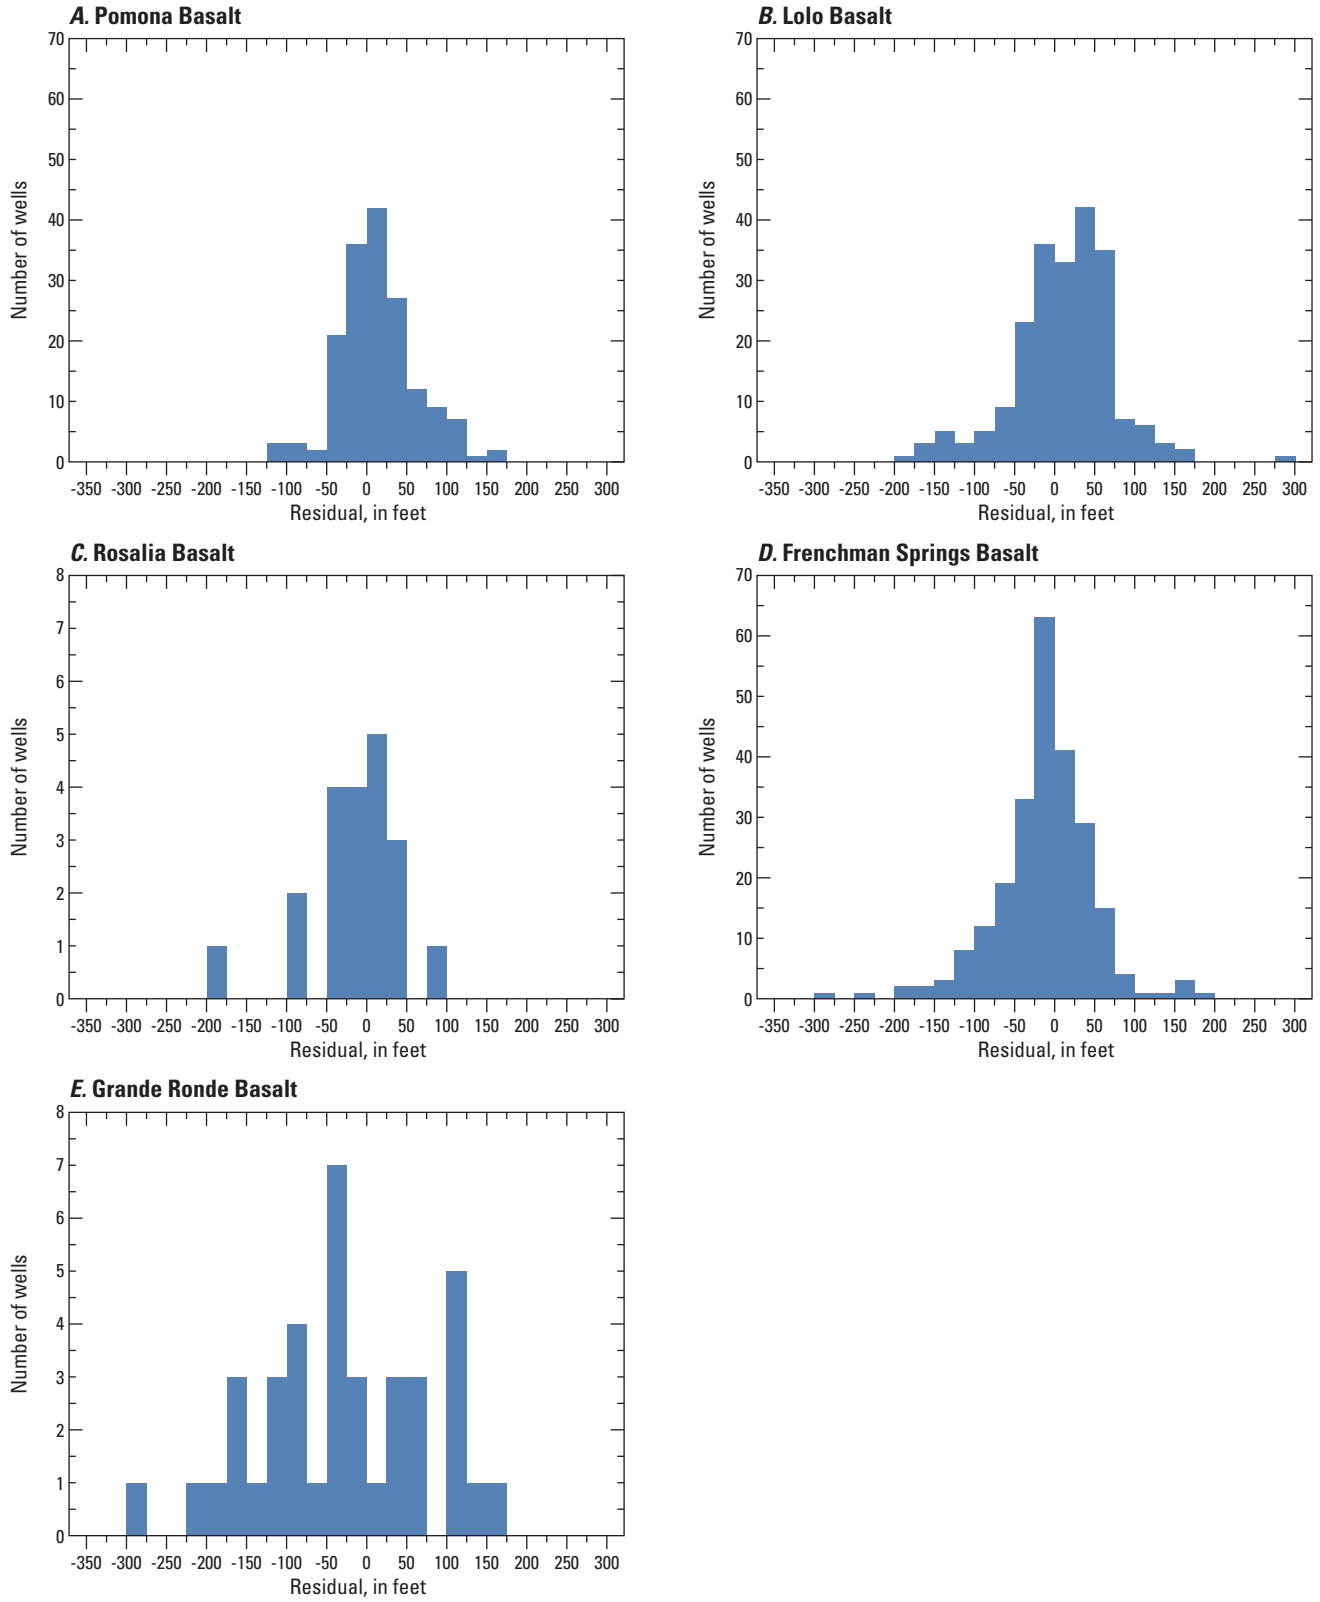 A. Pomona Basalt
70
60
50
40
30
20
10
0
Number of wells
-350 -300 -250 -200 -150 -100 -50 0 50 100 150 200 250 300
Residual, in feet
B. Lolo Basalt
70
60
50
40
30
20
10
0
Number of wells
-350 -300 -250 -200 -150 -100 -50 0 50 100 150 200 250 300
Residual, in feet
C. Rosalia Basalt
8
7
6
5
4
3
2
1
0
Number of wells
-350 -300 -250 -200 -150 -100 -50 0 50 100 150 200 250 300
Residual, in feet
D. Frenchman Springs Basalt
70
60
50
40
30
20
10
0
Number of wells
-350 -300 -250 -200 -150 -100 -50 0 50 100 150 200 250 300
Residual, in feet
E. Grande Ronde Basalt
8
7
6
5
4
3
2
1
0
Number of wells
-350 -300 -250 -200 -150 -100 -50 0 50 100 150 200 250 300
Residual, in feet